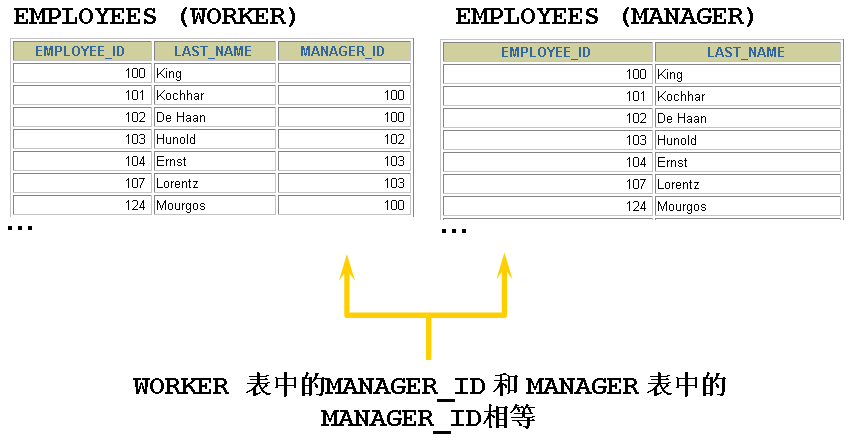 EMPLOYEES (WORKER)
EMPLOYEES (MANAGER)
EMPLOYEE_ID LAST_NAME MANAGER_ID
100 King
101 Kochhar 100
102 De Haan 100
103 Hunold 102
104 Ernst 103
107 Lorentz 103
124 Mourgos 100
...
EMPLOYEE_ID LAST_NAME
100 King
101 Kochhar
102 De Haan
103 Hunold
104 Ernst
107 Lorentz
124 Mourgos
...
WORKER 表中的MANAGER_ID 和 MANAGER 表中的
MANAGER_ID相等